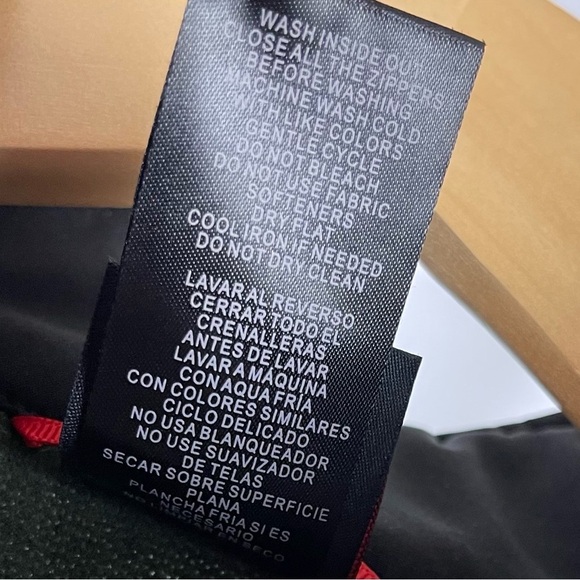 WASH INSIDE OUT
CLOSE ALL THE ZIPPERS
BEFORE WASHING
MACHINE WASH COLD
WITH LIKE COLORS
GENTLE CYCLE
DO NOT BLEACH
DO NOT USE FABRIC
SOFTENERS
DRY FLAT
COOL IRON IF NEEDED
DO NOT DRY CLEAN
LAVAR AL REVERSO
CERRAR TODO EL
CRENALLERAS
ANTES DE LAVAR
LAVAR A MÁQUINA
CON AQUA FRÍA
CON COLORES SIMILARES
CICLO DELICADO
NO USA BLANQUEADOR
NO USE SUAVIZADOR
DE TELAS
SECAR SOBRE SUPERFICIE
PLANA
PLANCHA FRIA SI ES
NECESARIO
EN SECO